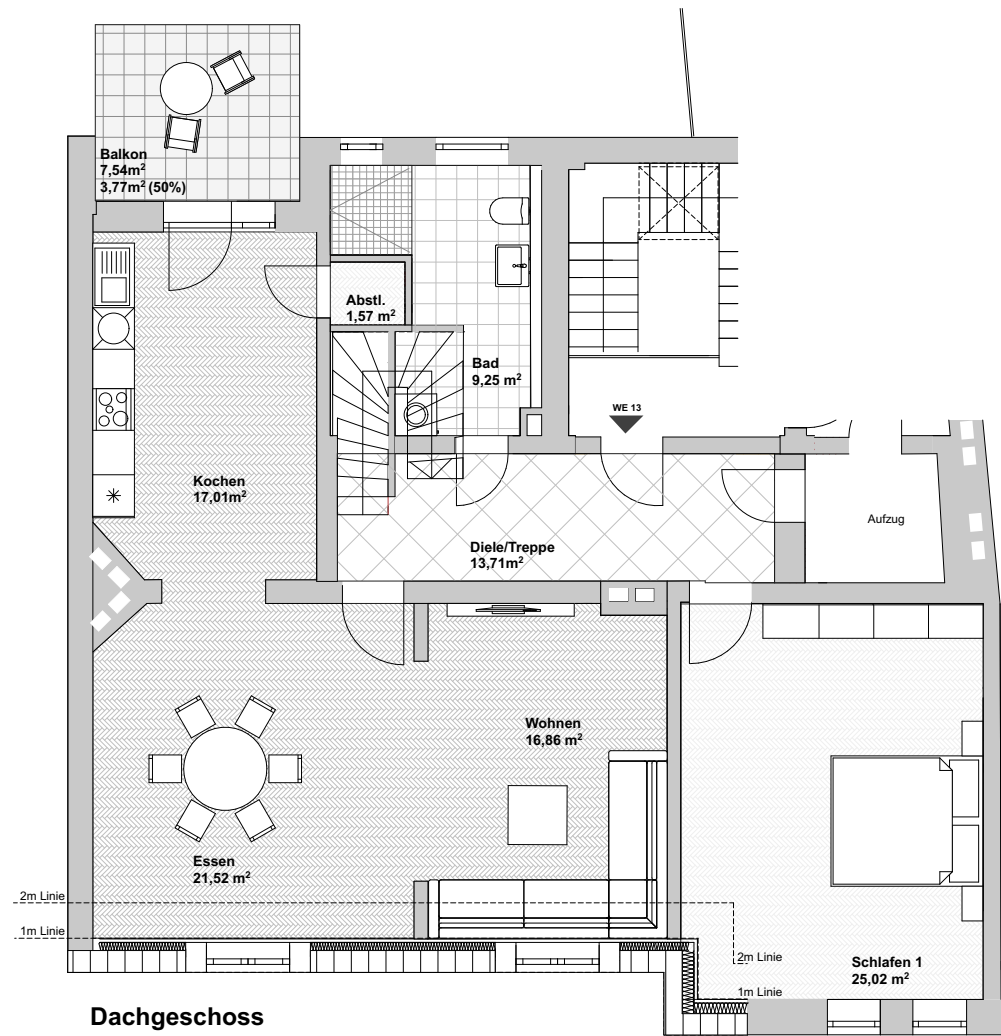 Balkon
7,54m²
3,77m² (50%)
Abstl.
1,57 m²
Bad
9,25 m²
WE 13
Kochen
17,01m²
Aufzug
Diele/Treppe
13,71m²
Wohnen
16,86 m²
Essen
21,52 m²
2m Linie
1m Linie
2m Linie
Schlafen 1
25,02 m²
1m Linie
Dachgeschoss